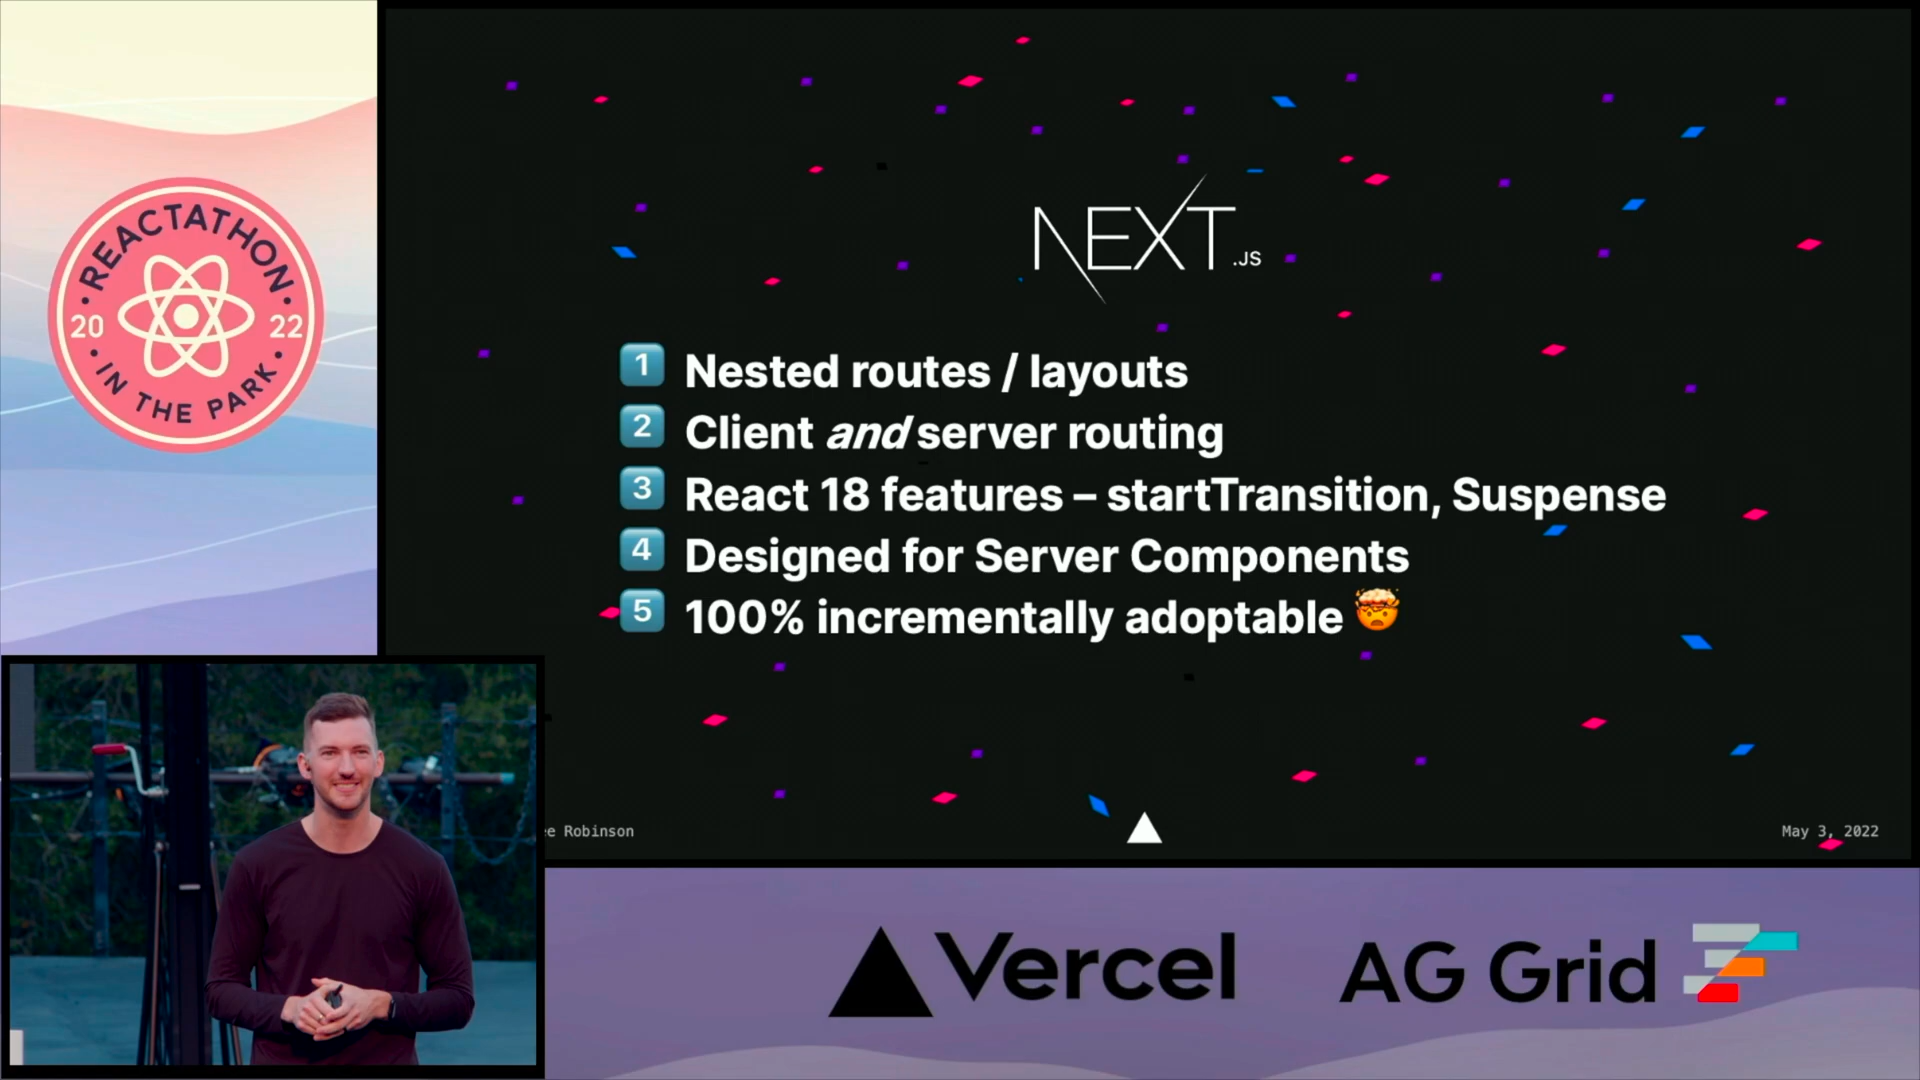 REACTATHON
20 22
IN THE PARK
NEXT.JS
1 Nested routes / layouts
2 Client and server routing
3 React 18 features – startTransition, Suspense
4 Designed for Server Components
5 100% incrementally adoptable 🤯
ee Robinson
May 3, 2022
Vercel
AG Grid